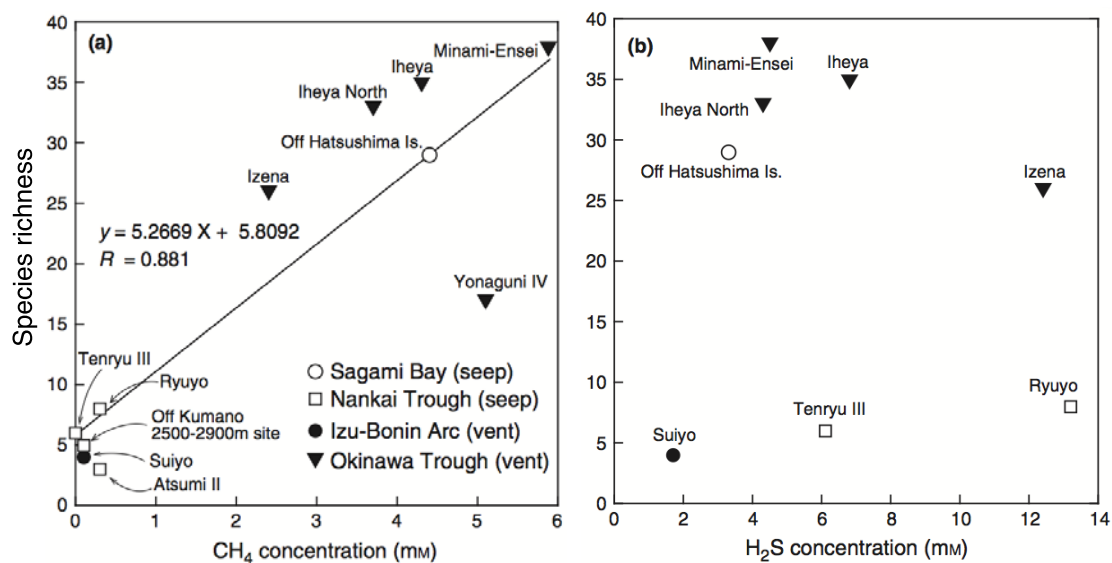 Species richness
(a)
40
35
30
25
20
15
10
5
0
Minami-Ensei
Iheya
Iheya North
Off Hatsushima Is.
Izena
y = 5.2669 X + 5.8092
R = 0.881
Yonaguni IV
Tenryu III
Ryuyo
Off Kumano
2500-2900m site
Suiyo
Atsumi II
Sagami Bay (seep)
Nankai Trough (seep)
Izu-Bonin Arc (vent)
Okinawa Trough (vent)
0 1 2 3 4 5 6
CH4 concentration (mM)
(b)
40
35
30
25
20
15
10
5
0
Minami-Ensei
Iheya
Iheya North
Off Hatsushima Is.
Izena
Ryuyo
Tenryu III
Suiyo
0 2 4 6 8 10 12 14
H2S concentration (mM)